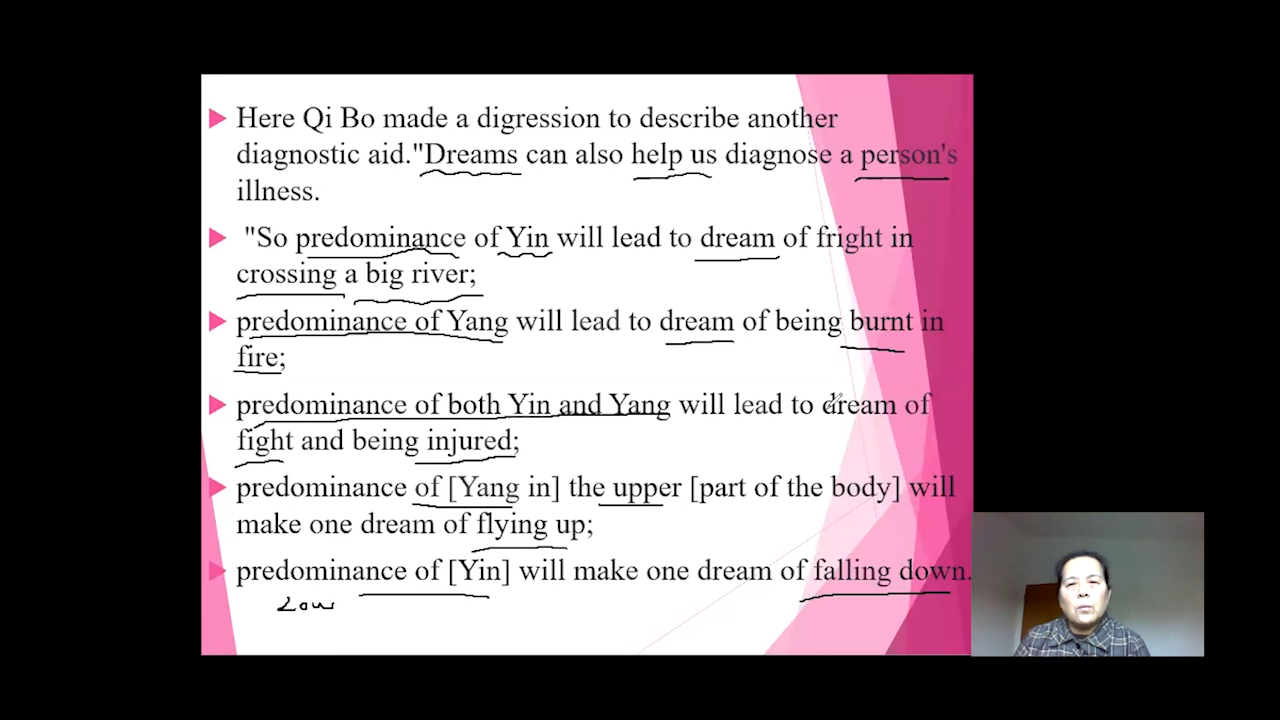 Here Qi Bo made a digression to describe another
diagnostic aid."Dreams can also help us diagnose a person's
illness.
"So predominance of Yin will lead to dream of fright in
crossing a big river;
predominance of Yang will lead to dream of being burnt in
fire;
predominance of both Yin and Yang will lead to dream of
fight and being injured;
predominance of [Yang in] the upper [part of the body] will
make one dream of flying up;
predominance of [Yin] will make one dream of falling down.
Low